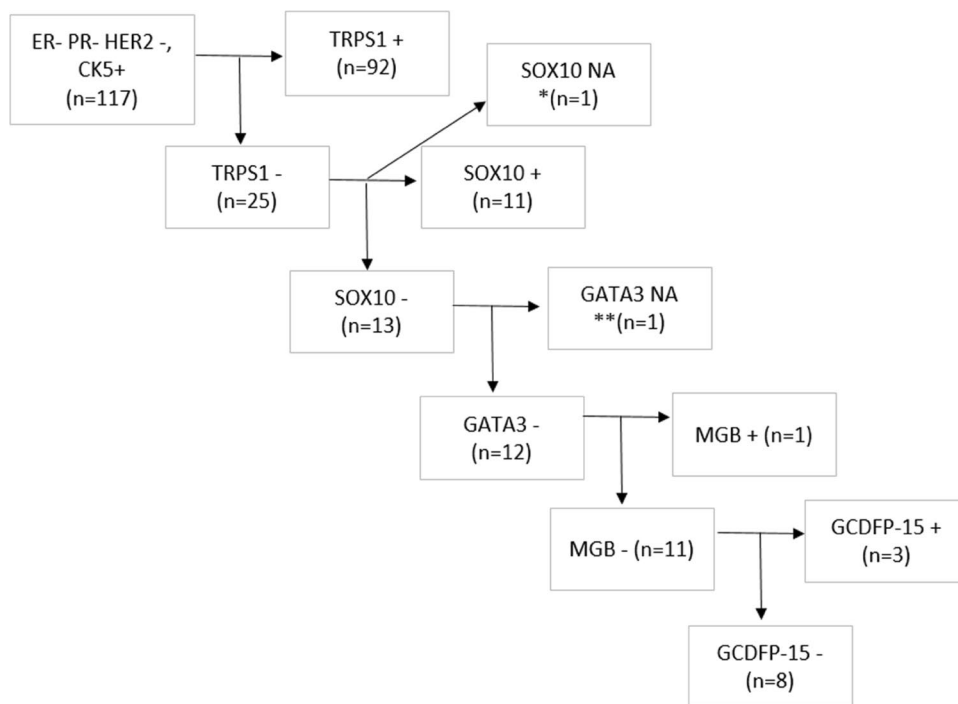 ER- PR- HER2 -,
CK5+
(n=117)
TRPS1 +
(n=92)
SOX10 NA
*(n=1)
TRPS1 -
(n=25)
SOX10 +
(n=11)
SOX10 -
(n=13)
GATA3 NA
**(n=1)
GATA3 -
(n=12)
MGB + (n=1)
MGB - (n=11)
GCDFP-15 +
(n=3)
GCDFP-15 -
(n=8)